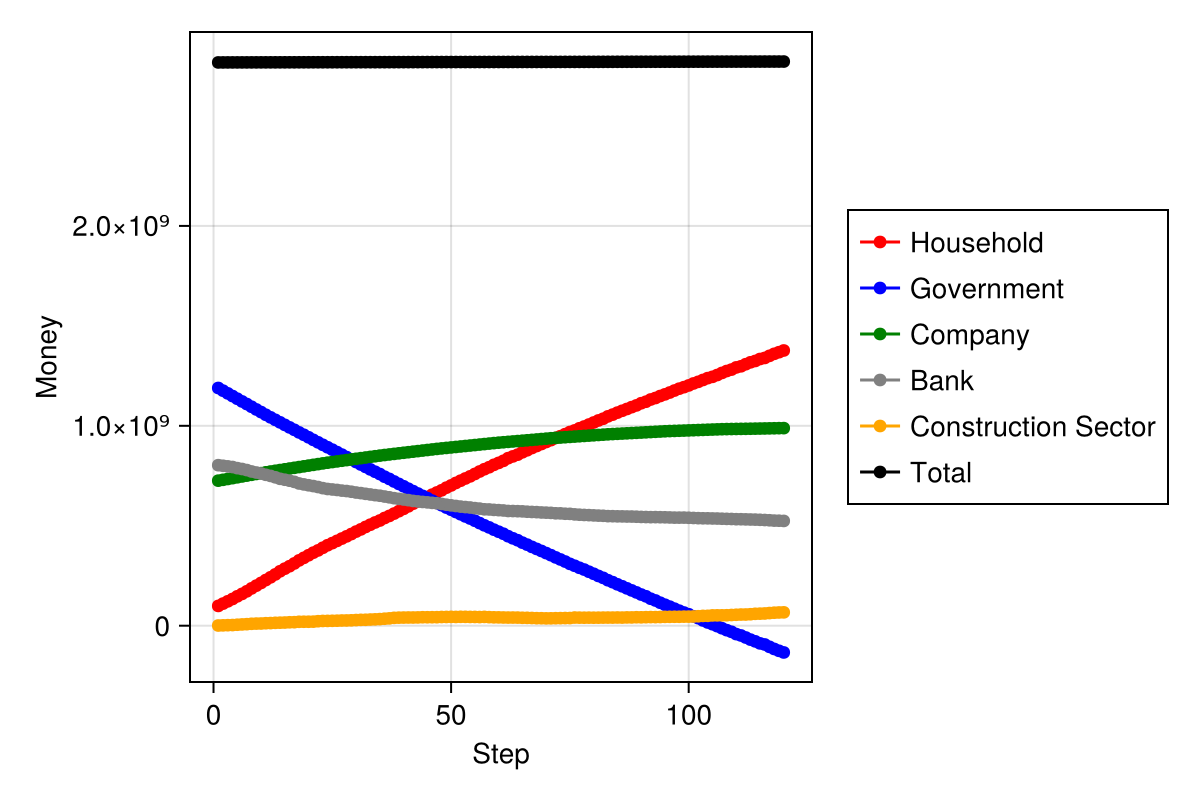 Money
2.0×10⁹
1.0×10⁹
0
0
50
100
Step
Household
Government
Company
Bank
Construction Sector
Total